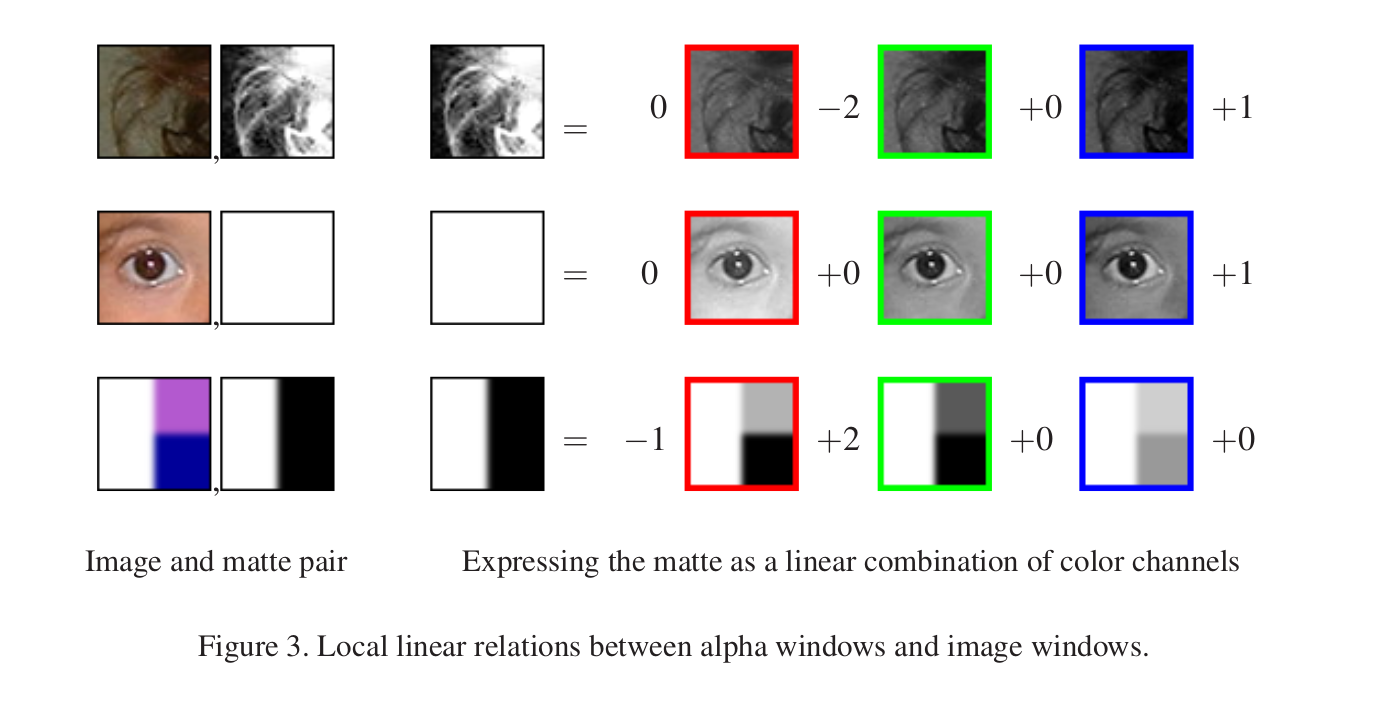 , = 0 −2 +0 +1
, = 0 +0 +0 +1
, = −1 +2 +0 +0
Image and matte pair Expressing the matte as a linear combination of color channels
Figure 3. Local linear relations between alpha windows and image windows.